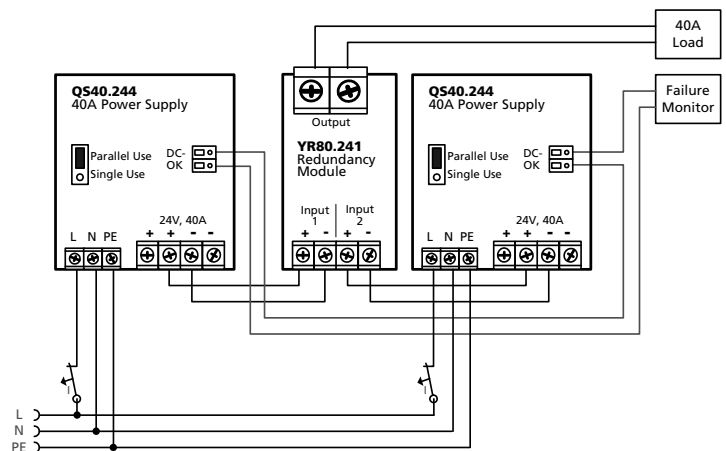 40A
Load
QS40.244
40A Power Supply
Parallel Use
Single Use
DC-
OK
24V, 40A
+ + - -
L N PE
Output
YR80.241
Redundancy
Module
Input
1
Input
2
+ - + -
QS40.244
40A Power Supply
Parallel Use
Single Use
DC-
OK
24V, 40A
+ + - -
L N PE
Failure
Monitor
I
I
L
N
PE